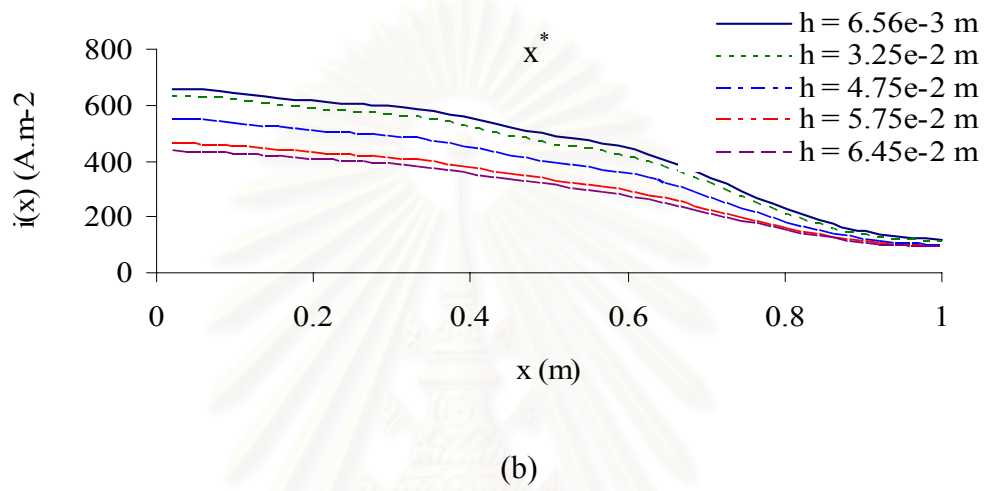 h = 6.56e-3 m
h = 3.25e-2 m
h = 4.75e-2 m
h = 5.75e-2 m
h = 6.45e-2 m
x*
i(x) (A.m-2
800
600
400
200
0
0 0.2 0.4 0.6 0.8 1
x (m)
(b)